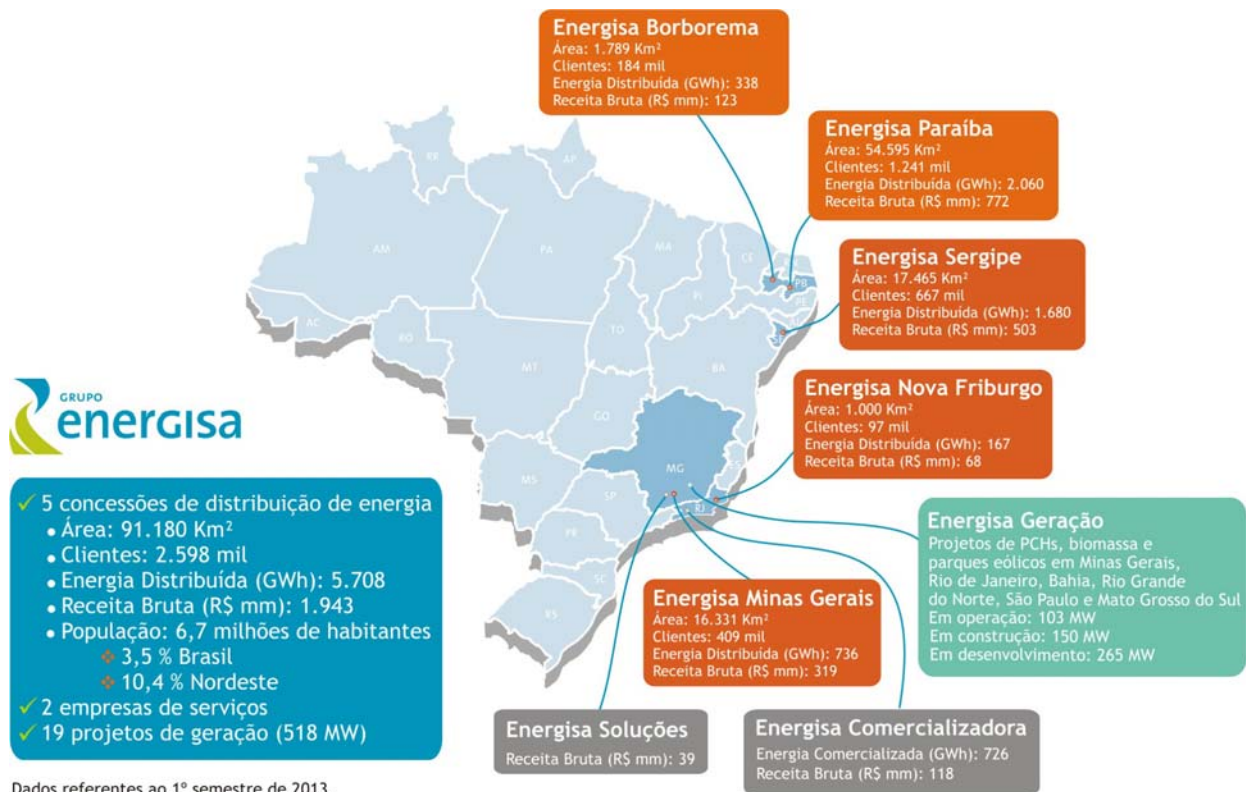 Energisa Borborema
Área: 1.789 Km²
Clientes: 184 mil
Energia Distribuída (GWh): 338
Receita Bruta (R$ mm): 123
Energisa Paraíba
Área: 54.595 Km²
Clientes: 1.241 mil
Energia Distribuída (GWh): 2.060
Receita Bruta (R$ mm): 772
Energisa Sergipe
Área: 17.465 Km²
Clientes: 667 mil
Energia Distribuída (GWh): 1.680
Receita Bruta (R$ mm): 503
Energisa Nova Friburgo
Área: 1.000 Km²
Clientes: 97 mil
Energia Distribuída (GWh): 167
Receita Bruta (R$ mm): 68
RR
AP
AM
PA
MA
CE
PB
PE
PI
AC
RO
TO
SE
MT
BA
GO
MG
ES
MS
SP
RJ
PR
SC
RS
GRUPO
energisa
✓ 5 concessões de distribuição de energia
• Área: 91.180 Km²
• Clientes: 2.598 mil
• Energia Distribuída (GWh): 5.708
• Receita Bruta (R$ mm): 1.943
• População: 6,7 milhões de habitantes
❖ 3,5 % Brasil
❖ 10,4 % Nordeste
✓ 2 empresas de serviços
✓ 19 projetos de geração (518 MW)
Energisa Geração
Projetos de PCHs, biomassa e
parques eólicos em Minas Gerais,
Rio de Janeiro, Bahia, Rio Grande
do Norte, São Paulo e Mato Grosso do Sul
Em operação: 103 MW
Em construção: 150 MW
Em desenvolvimento: 265 MW
Energisa Minas Gerais
Área: 16.331 Km²
Clientes: 409 mil
Energia Distribuída (GWh): 736
Receita Bruta (R$ mm): 319
Energisa Soluções
Receita Bruta (R$ mm): 39
Energisa Comercializadora
Energia Comercializada (GWh): 726
Receita Bruta (R$ mm): 118
Dados referentes ao 1º semestre de 2013